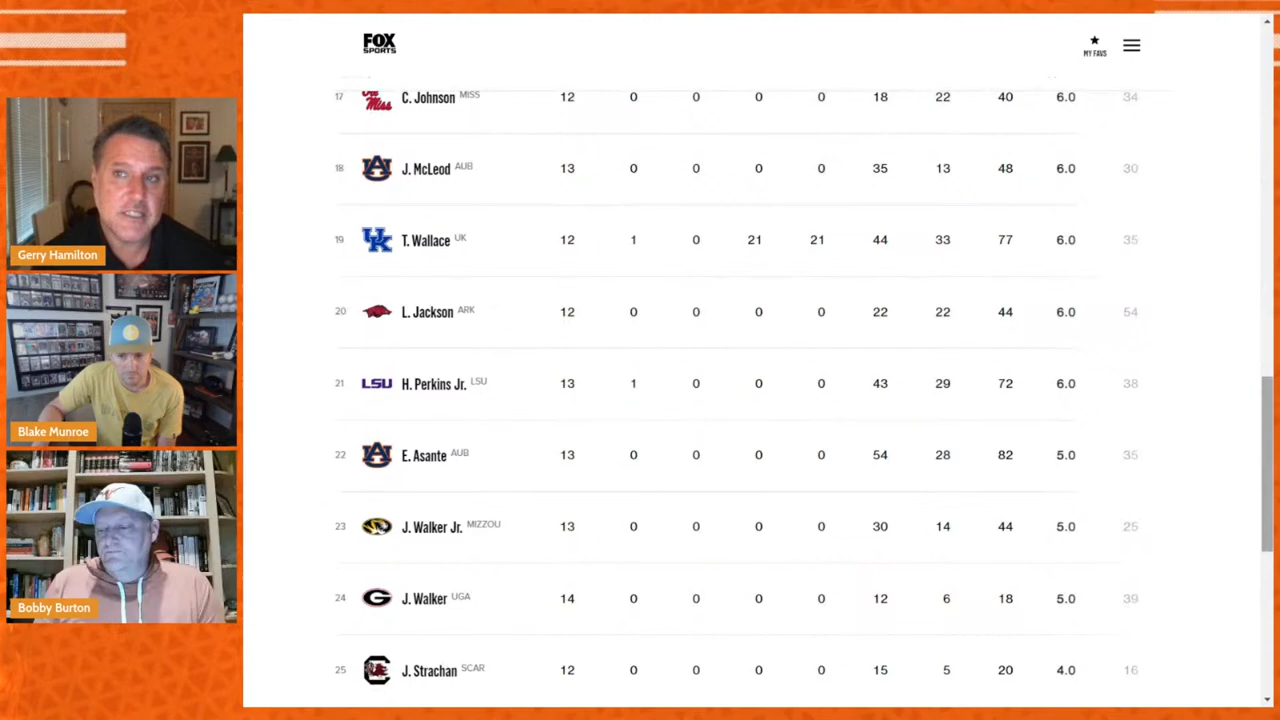 FOX
SPORTS
MY FAVS
17 Ole Miss C. Johnson MISS 12 0 0 0 0 18 22 40 6.0 34
18 J. McLeod AUB 13 0 0 0 0 35 13 48 6.0 30
19 UK T. Wallace UK 12 1 0 21 21 44 33 77 6.0 35
20 L. Jackson ARK 12 0 0 0 0 22 22 44 6.0 54
21 LSU H. Perkins Jr. LSU 13 1 0 0 0 43 29 72 6.0 38
22 E. Asante AUB 13 0 0 0 0 54 28 82 5.0 35
23 J. Walker Jr. MIZZOU 13 0 0 0 0 30 14 44 5.0 25
24 G J. Walker UGA 14 0 0 0 0 12 6 18 5.0 39
25 C J. Strachan SCAR 12 0 0 0 0 15 5 20 4.0 16
Gerry Hamilton
Blake Munroe
Bobby Burton